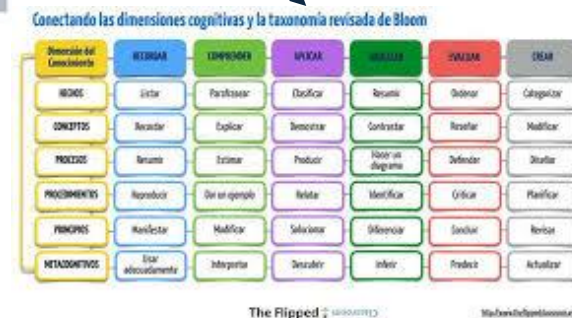 Conectando las dimensiones cognitivas y la taxonomía revisada de Bloom
Dimensión del Conocimiento
RECORDAR
COMPRENDER
APLICAR
ANALIZAR
EVALUAR
CREAR
HECHOS
Listar
Parafrasear
Clasificar
Resumir
Ordenar
Categorizar
CONCEPTOS
Recordar
Explicar
Demostrar
Contrastar
Reseñar
Modificar
PROCESOS
Resumir
Estimar
Producir
Hacer un diagrama
Defender
Diseñar
PROCEDIMIENTOS
Reproducir
Dar un ejemplo
Relatar
Identificar
Criticar
Planificar
PRINCIPIOS
Manifestar
Modificar
Solucionar
Diferenciar
Concluir
Revisar
METACOGNITIVOS
Usar adecuadamente
Interpretar
Descubrir
Inferir
Predecir
Actualizar
The Flipped Classroom